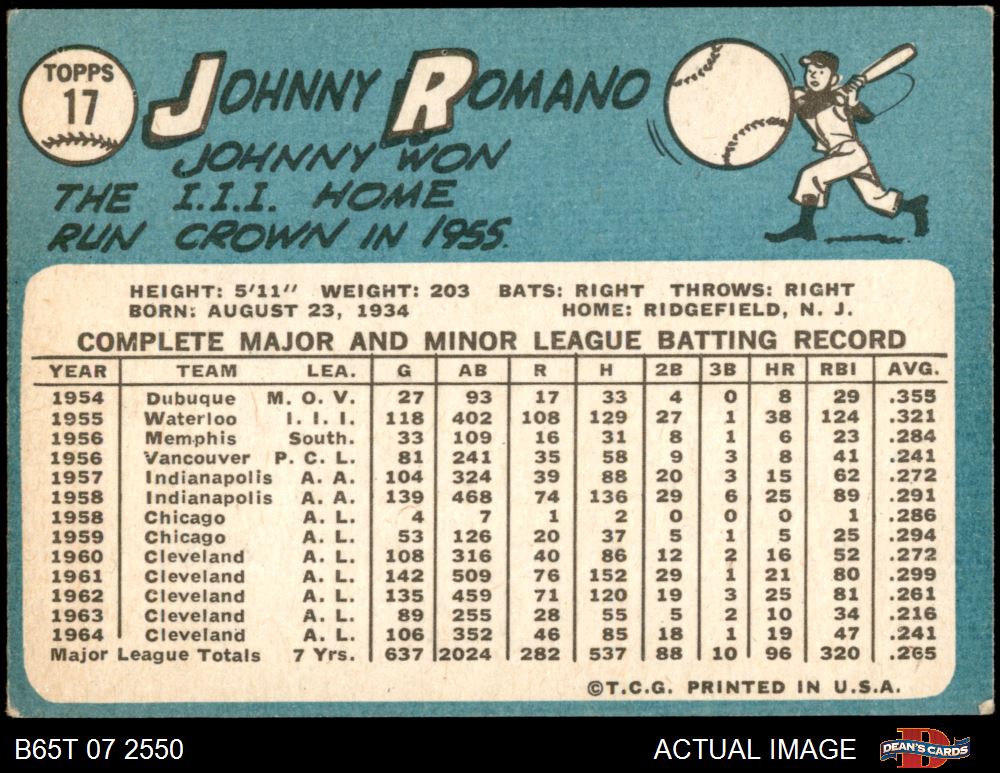 TOPPS
17
JOHNNY ROMANO
JOHNNY WON
THE I.I.I. HOME
RUN CROWN IN 1955.
HEIGHT: 5'11" WEIGHT: 203 BATS: RIGHT THROWS: RIGHT
BORN: AUGUST 23, 1934 HOME: RIDGEFIELD, N. J.
COMPLETE MAJOR AND MINOR LEAGUE BATTING RECORD
YEAR TEAM LEA. G AB R H 2B 3B HR RBI AVG.
1954 Dubuque M. O. V. 27 93 17 33 4 0 8 29 .355
1955 Waterloo I. I. I. 118 402 108 129 27 1 38 124 .321
1956 Memphis South. 33 109 16 31 8 1 6 23 .284
1956 Vancouver P. C. L. 81 241 35 58 9 3 8 41 .241
1957 Indianapolis A. A. 104 324 39 88 20 3 15 62 .272
1958 Indianapolis A. A. 139 468 74 136 29 6 25 89 .291
1958 Chicago A. L. 4 7 1 2 0 0 0 1 .286
1959 Chicago A. L. 53 126 20 37 5 1 5 25 .294
1960 Cleveland A. L. 108 316 40 86 12 2 16 52 .272
1961 Cleveland A. L. 142 509 76 152 29 1 21 80 .299
1962 Cleveland A. L. 135 459 71 120 19 3 25 81 .261
1963 Cleveland A. L. 89 255 28 55 5 2 10 34 .216
1964 Cleveland A. L. 106 352 46 85 18 1 19 47 .241
Major League Totals 7 Yrs. 637 2024 282 537 88 10 96 320 .265
©T.C.G. PRINTED IN U.S.A.
B65T 07 2550 ACTUAL IMAGE DEAN'S CARDS